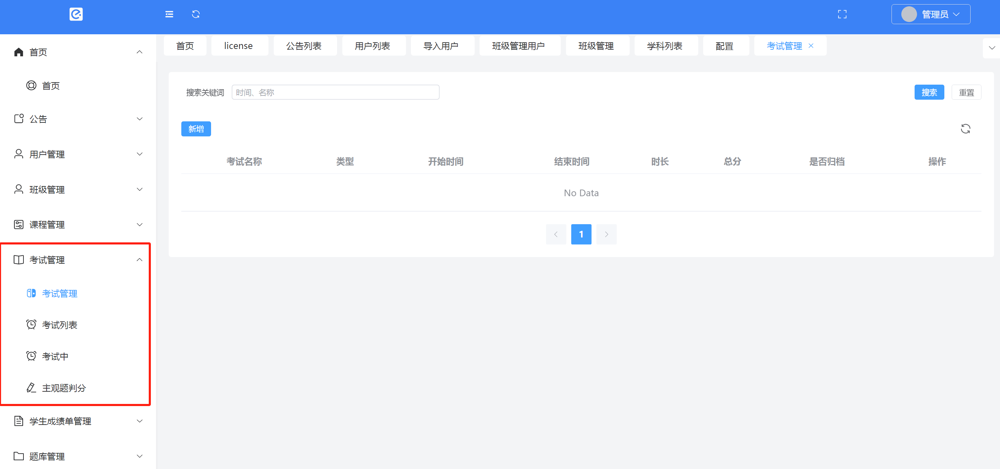 管理员
首页
首页
公告
用户管理
班级管理
课程管理
考试管理
考试管理
考试列表
考试中
主观题判分
学生成绩单管理
题库管理
首页 license 公告列表 用户列表 导入用户 班级管理用户 班级管理 学科列表 配置 考试管理
搜索关键词 时间、名称 搜索 重置
新增
考试名称 类型 开始时间 结束时间 时长 总分 是否归档 操作
No Data
1